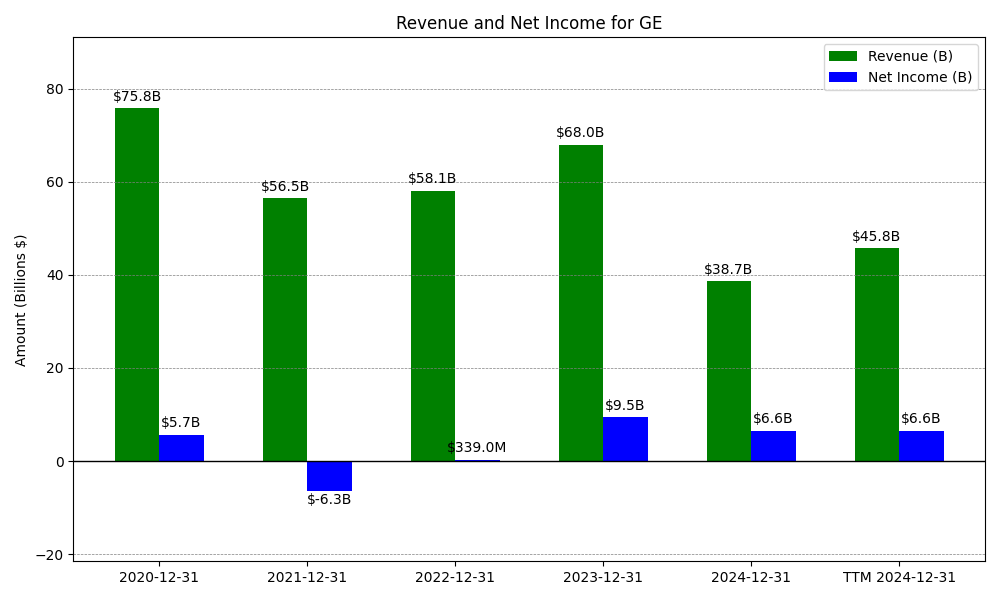 Revenue and Net Income for GE
Revenue (B)
Net Income (B)
Amount (Billions $)
80
60
40
20
0
−20
$75.8B
$5.7B
$56.5B
$-6.3B
$58.1B
$339.0M
$68.0B
$9.5B
$38.7B
$6.6B
$45.8B
$6.6B
2020-12-31
2021-12-31
2022-12-31
2023-12-31
2024-12-31
TTM 2024-12-31